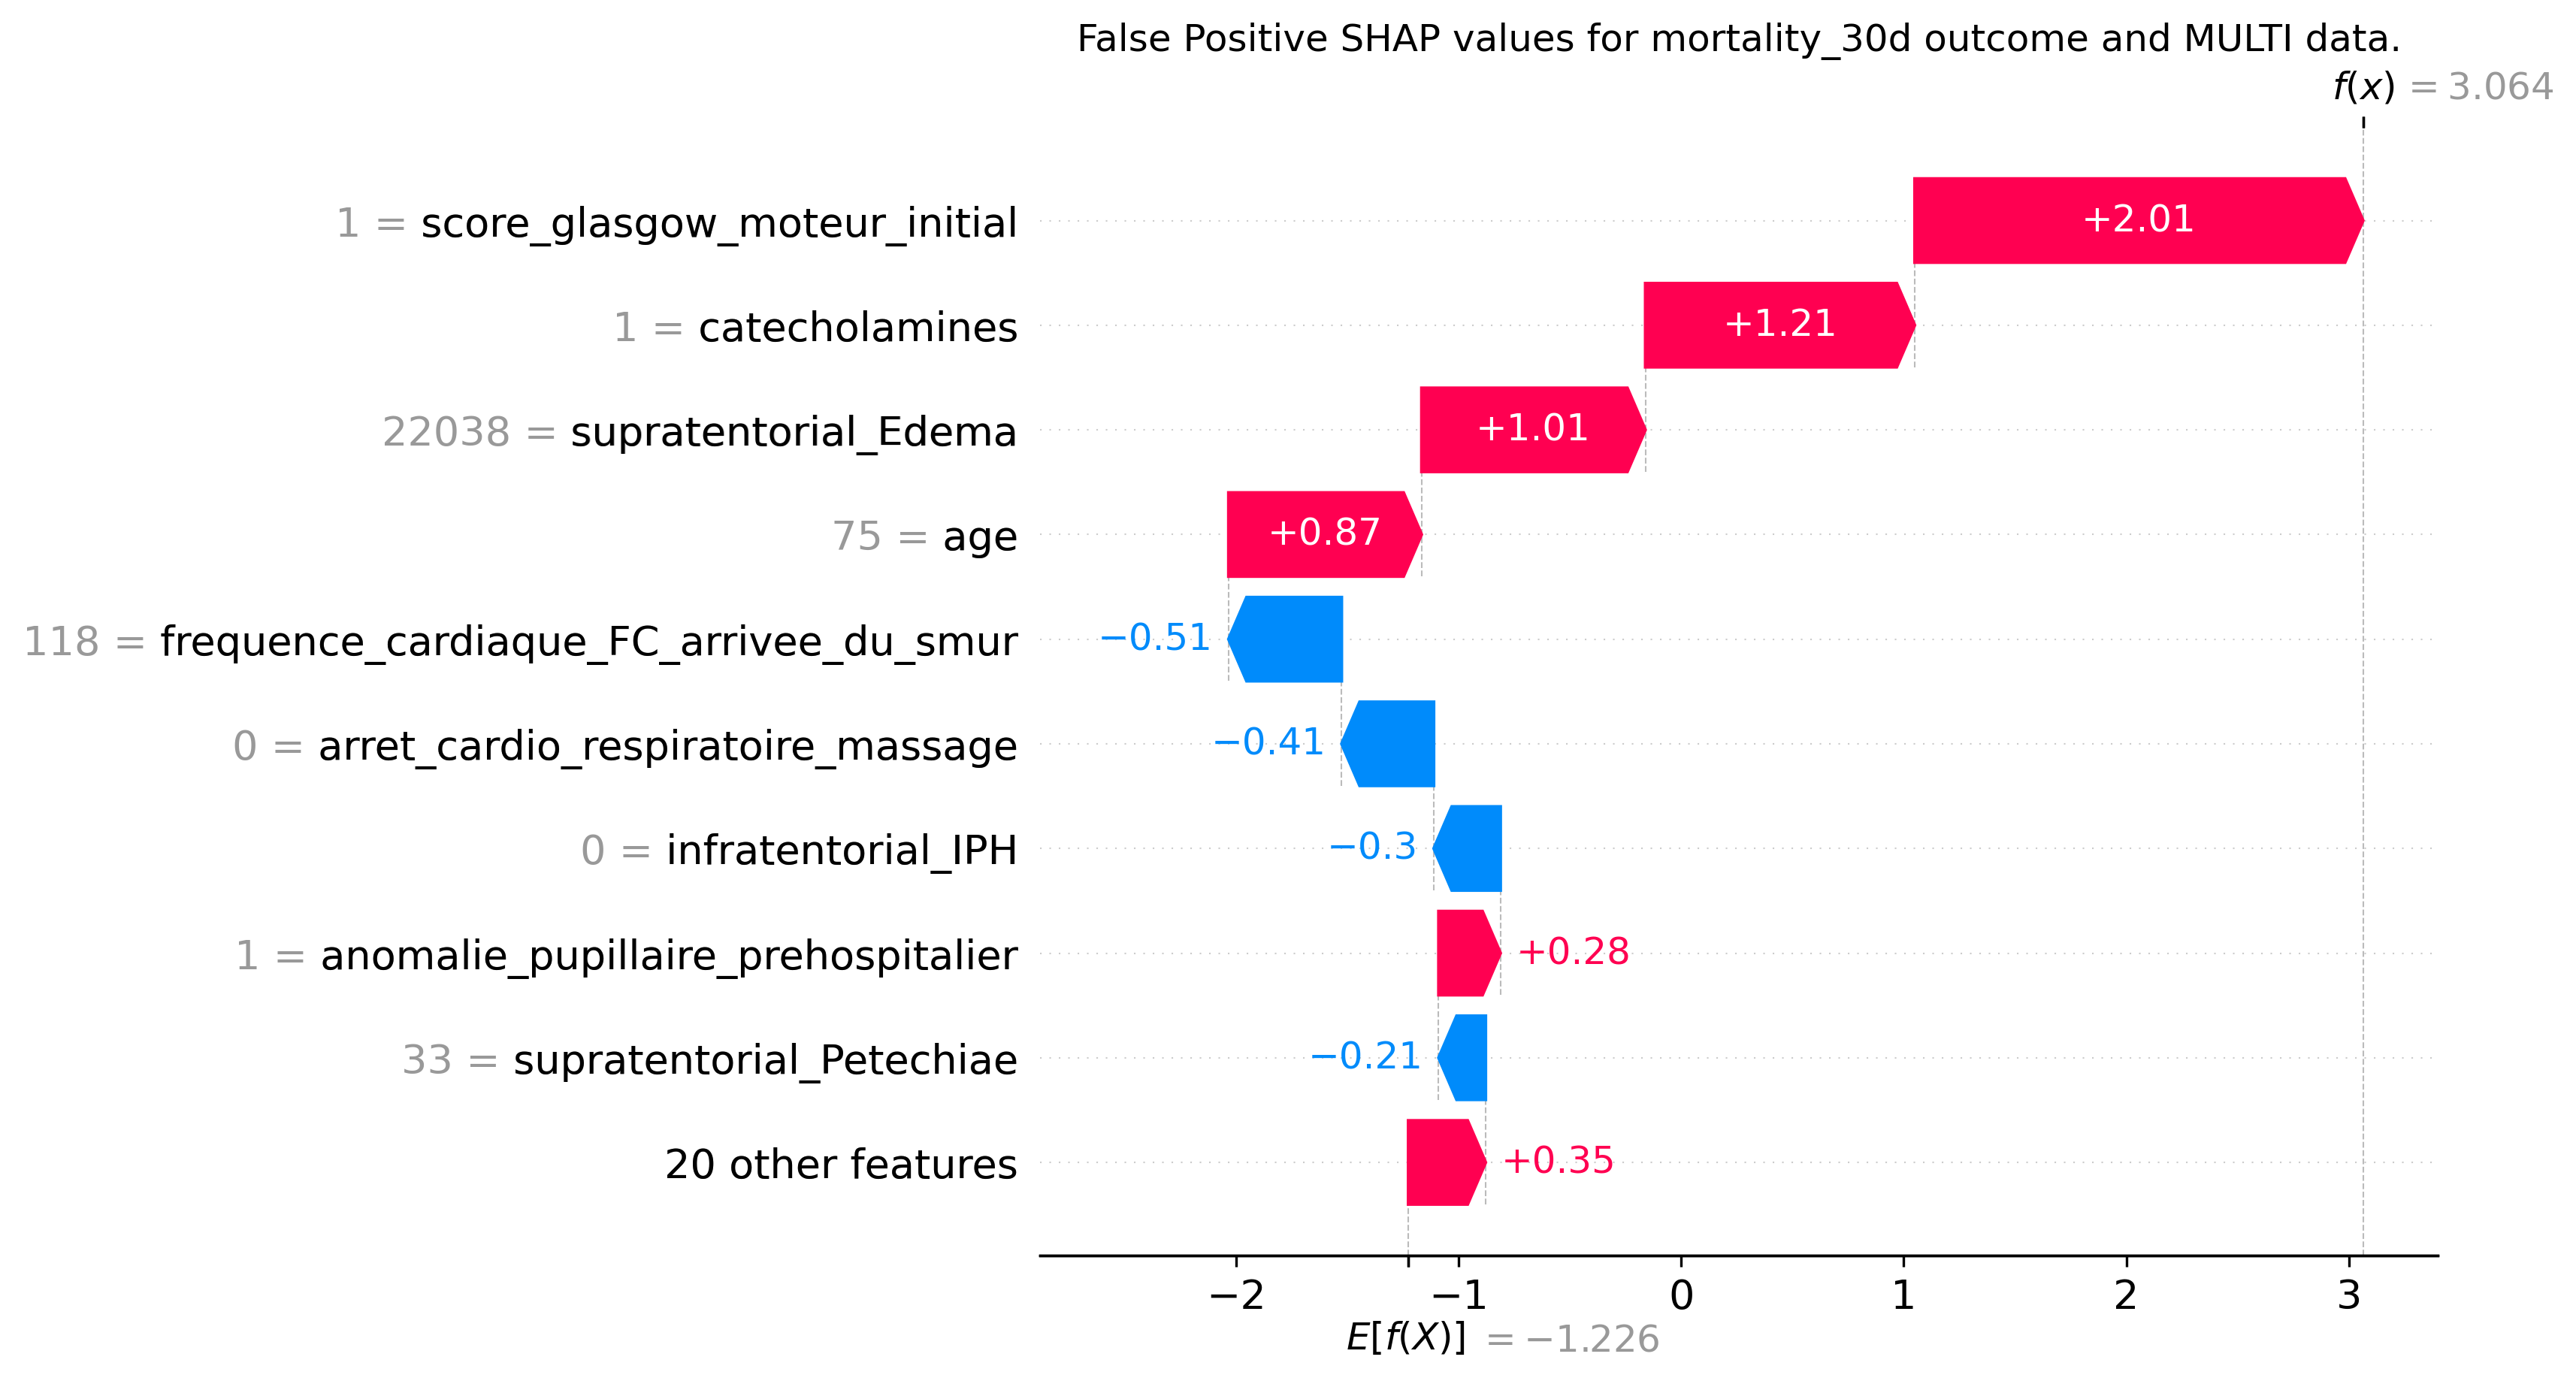 False Positive SHAP values for mortality_30d outcome and MULTI data.
f(x) = 3.064
1 = score_glasgow_moteur_initial +2.01
1 = catecholamines +1.21
22038 = supratentorial_Edema +1.01
75 = age +0.87
118 = frequence_cardiaque_FC_arrivee_du_smur −0.51
0 = arret_cardio_respiratoire_massage −0.41
0 = infratentorial_IPH −0.3
1 = anomalie_pupillaire_prehospitalier +0.28
33 = supratentorial_Petechiae −0.21
20 other features +0.35
−2 −1 0 1 2 3
E[f(X)] = −1.226